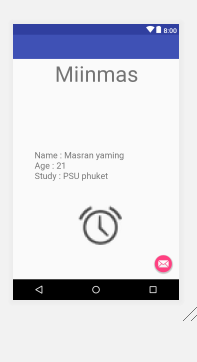 8:00
Miinmas
Name : Masran yaming
Age : 21
Study : PSU phuket